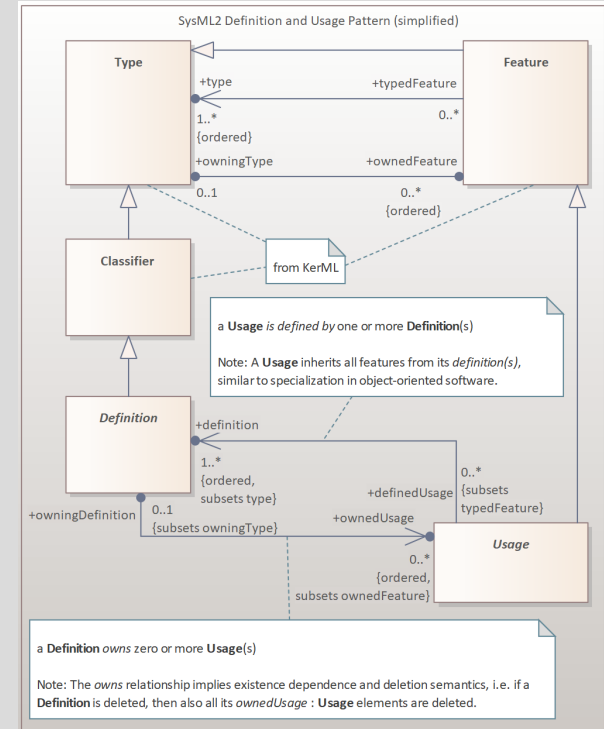 SysML2 Definition and Usage Pattern (simplified)
Type
Feature
+type
+typedFeature
1..*
{ordered}
0..*
+owningType
+ownedFeature
0..1
0..*
{ordered}
Classifier
from KerML
a Usage is defined by one or more Definition(s)
Note: A Usage inherits all features from its definition(s),
similar to specialization in object-oriented software.
Definition
+definition
1..*
{ordered,
subsets type}
0..*
{subsets
typedFeature}
+definedUsage
+owningDefinition
0..1
{subsets owningType}
+ownedUsage
Usage
0..*
{ordered,
subsets ownedFeature}
a Definition owns zero or more Usage(s)
Note: The owns relationship implies existence dependence and deletion semantics, i.e. if a
Definition is deleted, then also all its ownedUsage : Usage elements are deleted.